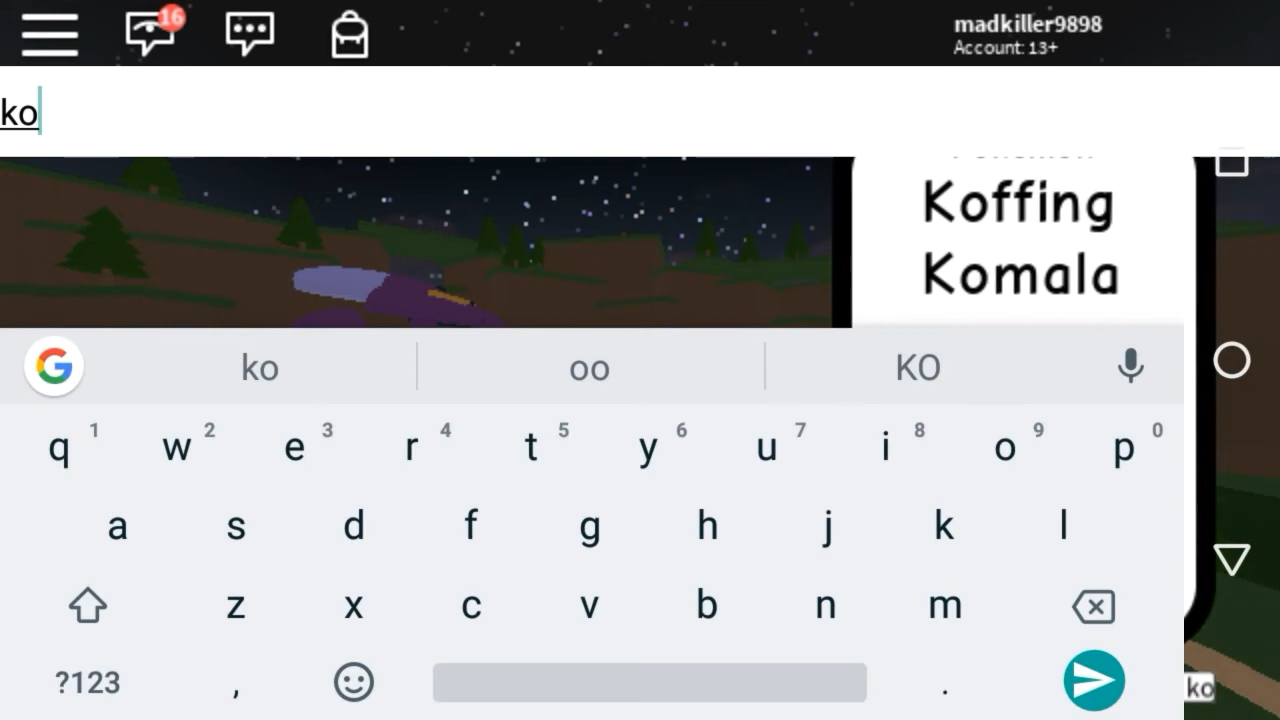 16
madkiller9898
Account: 13+
ko
Koffing
Komala
ko oo KO
q 1 w 2 e 3 r 4 t 5 y 6 u 7 i 8 o 9 p 0
a s d f g h j k l
z x c v b n m
?123 , .
ko